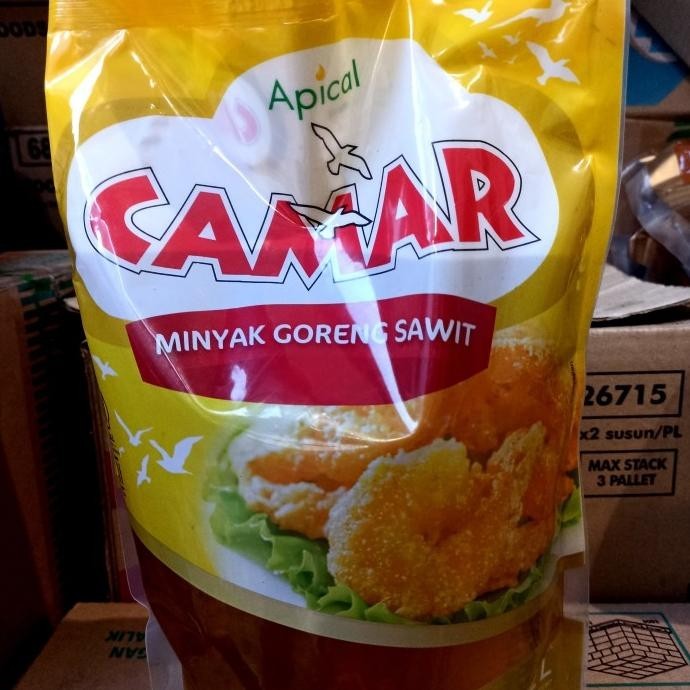 Apical
CAMAR
MINYAK GORENG SAWIT
26715
x2 susun/PL
MAX STACK
3 PALLET
L